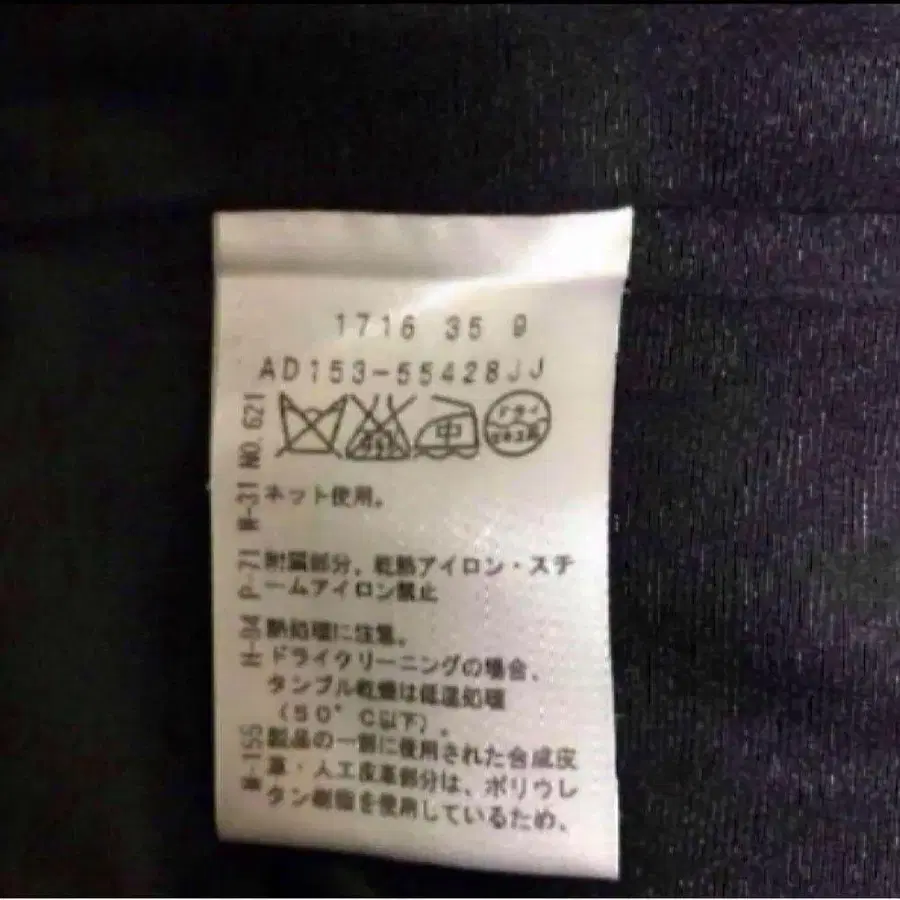 1716 35 9
AD153-55428JJ
中
ドライ
ネット使用。
附属部分、乾熱アイロン・スチ
ームアイロン禁止
熱処理に注意。
ドライクリーニングの場合、
タンブル乾燥は低温処理
(50°C以下)。
製品の一部に使用された合成皮
革・人工皮革部分は、ポリウレ
タン樹脂を使用しているため、
NO.621
W-31
P-71
H-94